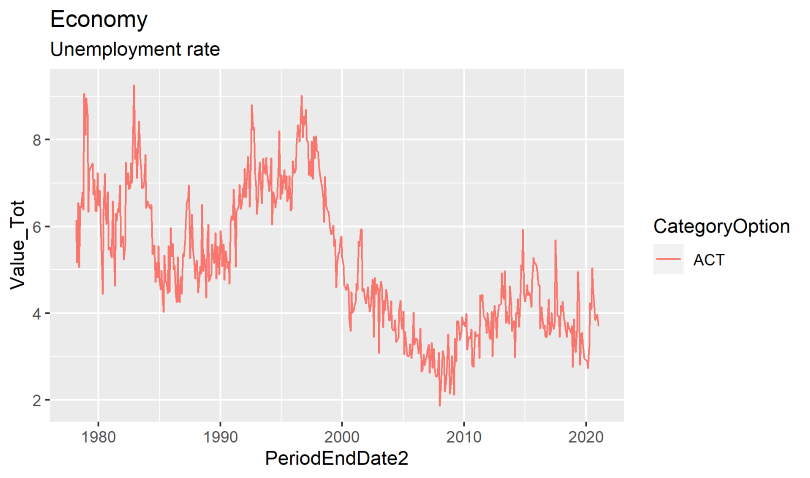 Economy
Unemployment rate
8
6
4
2
Value_Tot
1980 1990 2000 2010 2020
PeriodEndDate2
CategoryOption
ACT